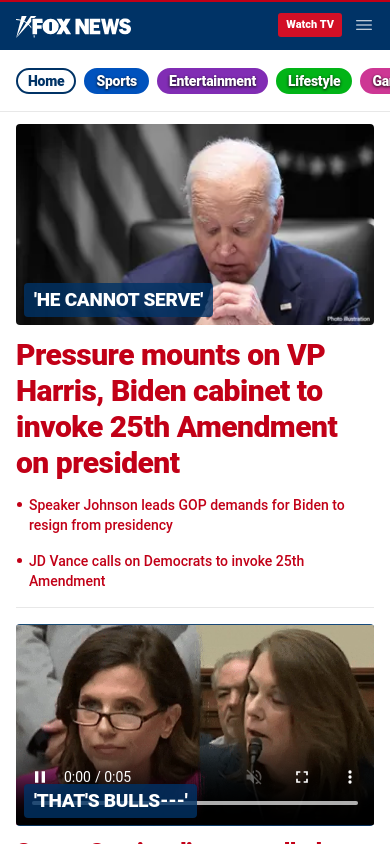 FOX NEWS
Watch TV
Home
Sports
Entertainment
Lifestyle
Ga
'HE CANNOT SERVE'
Photo illustration
Pressure mounts on VP
Harris, Biden cabinet to
invoke 25th Amendment
on president
• Speaker Johnson leads GOP demands for Biden to
resign from presidency
• JD Vance calls on Democrats to invoke 25th
Amendment
0:00 / 0:05
'THAT'S BULLS---'